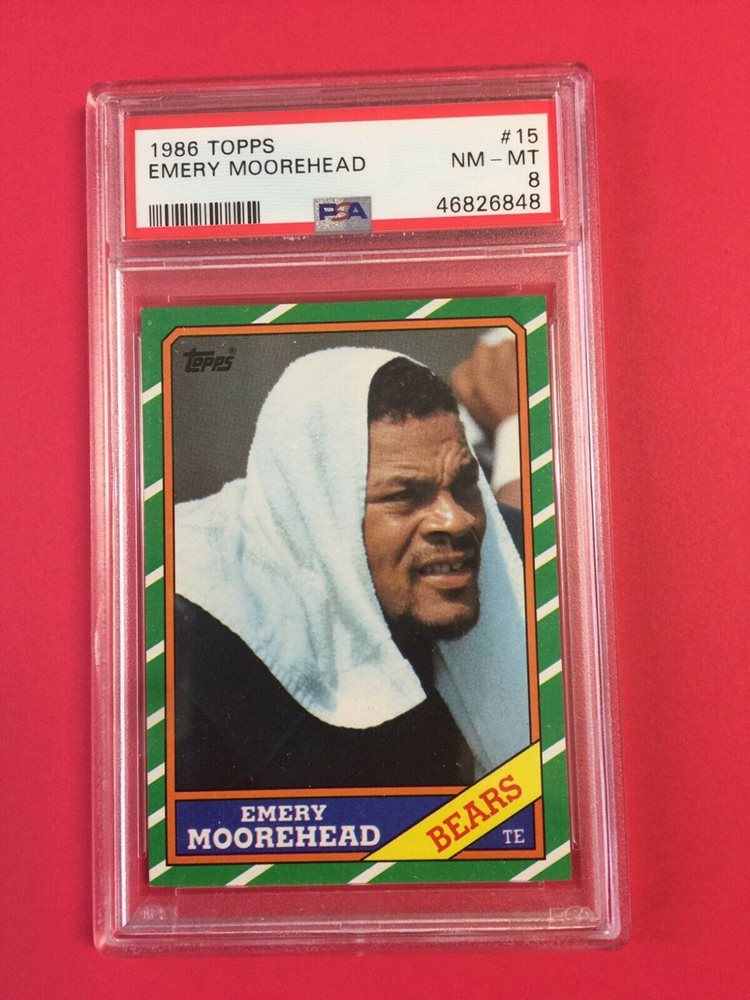 1986 TOPPS #15
EMERY MOOREHEAD NM - MT
8
PSA 46826848
topps®
EMERY
MOOREHEAD
BEARS
TE